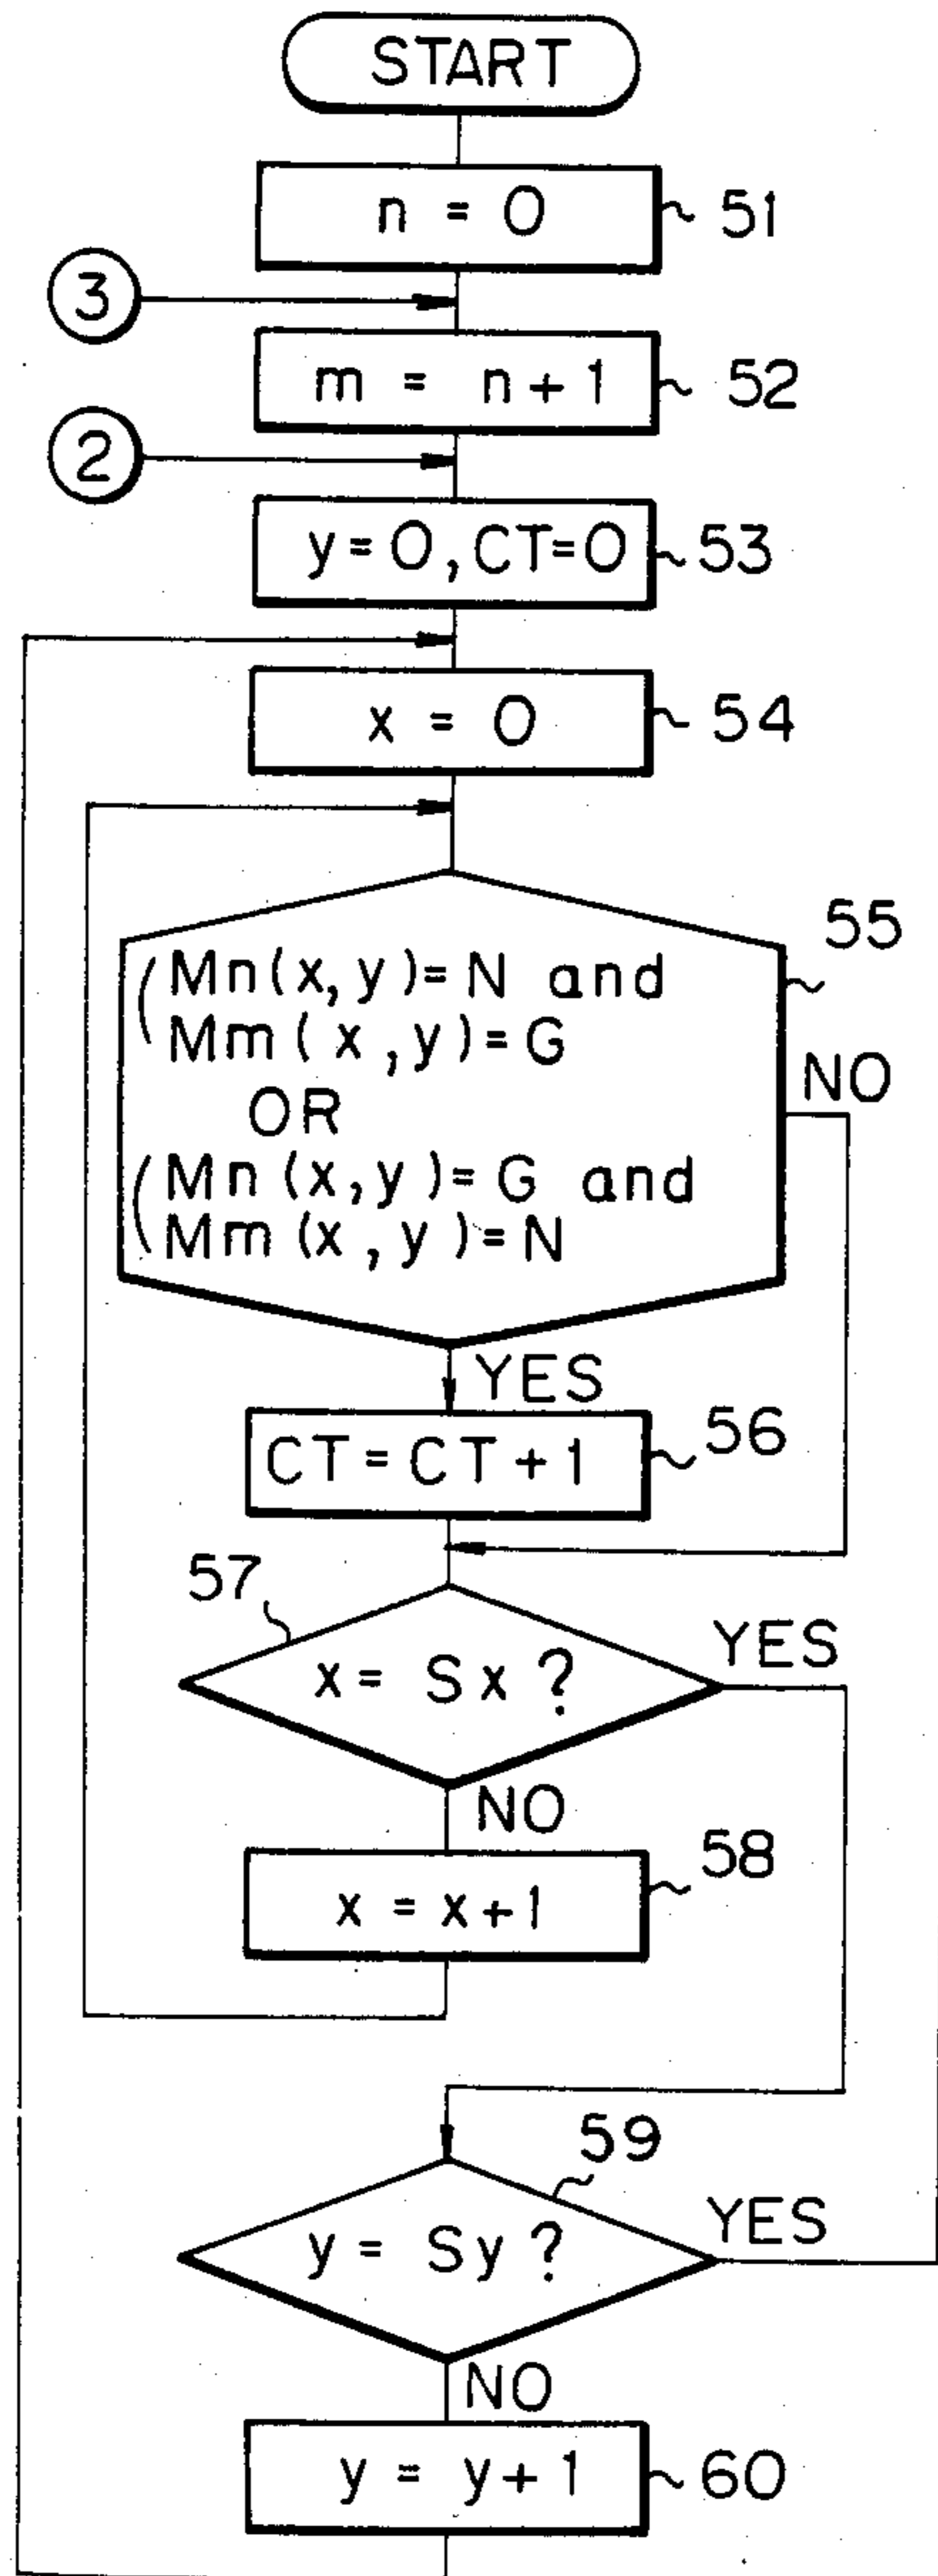 START
n = 0
51
3
m = n+1
52
2
y=0, CT=0
53
x = 0
54
55
(Mn(x,y)=N and
Mm(x,y)=G
OR
(Mn(x,y)=G and
Mm(x,y)=N
NO
YES
CT=CT+1
56
57
x= Sx ?
YES
NO
x = x+1
58
59
y= Sy ?
YES
NO
y = y+1
60